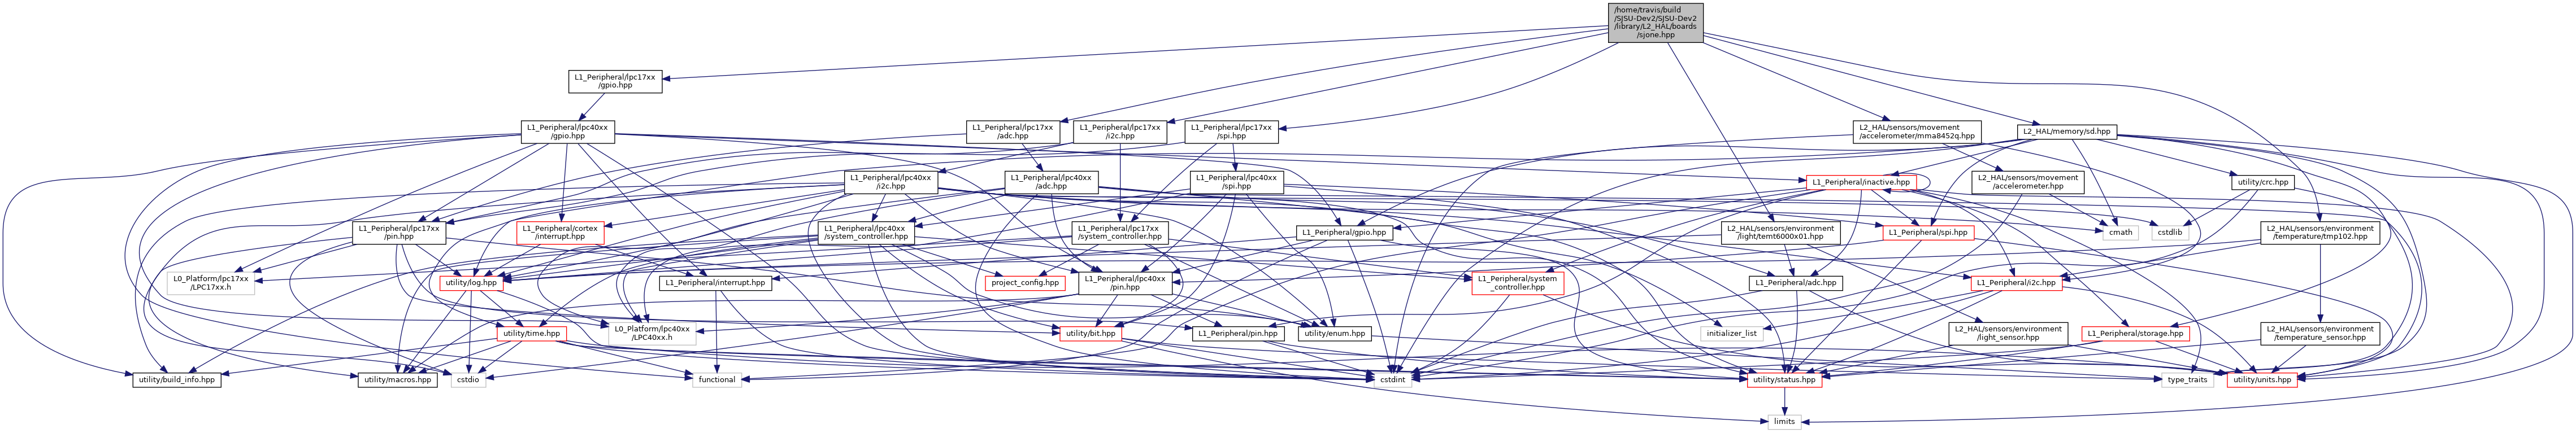 /home/travis/build
/SJSU-Dev2/SJSU-Dev2
/library/L2_HAL/boards
/sjone.hpp
L1_Peripheral/lpc17xx
/gpio.hpp
L1_Peripheral/lpc40xx
/gpio.hpp
L1_Peripheral/lpc17xx
/adc.hpp
L1_Peripheral/lpc17xx
/i2c.hpp
L1_Peripheral/lpc17xx
/spi.hpp
L2_HAL/sensors/movement
/accelerometer/mma8452q.hpp
L2_HAL/memory/sd.hpp
L1_Peripheral/lpc40xx
/i2c.hpp
L1_Peripheral/lpc40xx
/adc.hpp
L1_Peripheral/lpc40xx
/spi.hpp
L1_Peripheral/inactive.hpp
L2_HAL/sensors/movement
/accelerometer.hpp
utility/crc.hpp
L1_Peripheral/lpc17xx
/pin.hpp
L1_Peripheral/cortex
/interrupt.hpp
L1_Peripheral/lpc40xx
/system_controller.hpp
L1_Peripheral/lpc17xx
/system_controller.hpp
L1_Peripheral/gpio.hpp
L2_HAL/sensors/environment
/light/temt6000x01.hpp
L1_Peripheral/spi.hpp
cmath
cstdlib
L2_HAL/sensors/environment
/temperature/tmp102.hpp
L0_Platform/lpc17xx
/LPC17xx.h
utility/log.hpp
L1_Peripheral/interrupt.hpp
project_config.hpp
L1_Peripheral/lpc40xx
/pin.hpp
L1_Peripheral/system
_controller.hpp
L1_Peripheral/adc.hpp
L1_Peripheral/i2c.hpp
utility/time.hpp
L0_Platform/lpc40xx
/LPC40xx.h
utility/bit.hpp
L1_Peripheral/pin.hpp
utility/enum.hpp
initializer_list
L2_HAL/sensors/environment
/light_sensor.hpp
L1_Peripheral/storage.hpp
L2_HAL/sensors/environment
/temperature_sensor.hpp
utility/build_info.hpp
utility/macros.hpp
cstdio
functional
cstdint
utility/status.hpp
type_traits
utility/units.hpp
limits